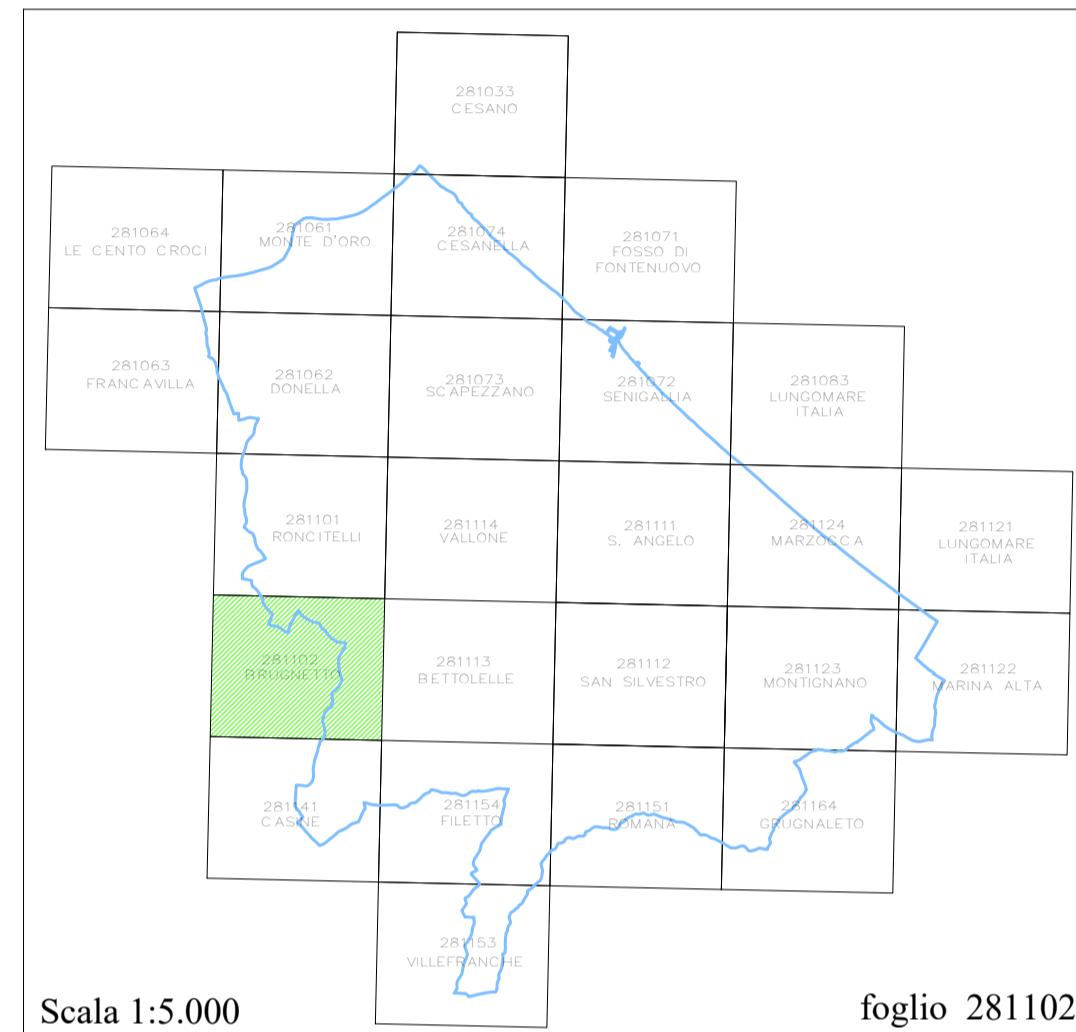 281033
CESANO
281064
LE CENTO CROCI
281061
MONTE D'ORO
281074
CESANELLA
281071
FOSSO DI
FONTENUOVO
281063
FRANCAVILLA
281062
DONELLA
281073
SCAPEZZANO
281072
SENIGALLIA
281083
LUNGOMARE
ITALIA
281101
RONCITELLI
281114
VALLONE
281111
S. ANGELO
281124
MARZOCCA
281121
LUNGOMARE
ITALIA
281102
BRUGNETTO
281113
BETTOLELLE
281112
SAN SILVESTRO
281123
MONTIGNANO
281122
MARINA ALTA
281141
CASINE
281154
FILETTO
281151
ROMANA
281164
GRUGNALETO
281153
VILLEFRANCHE
Scala 1:5.000
foglio 281102